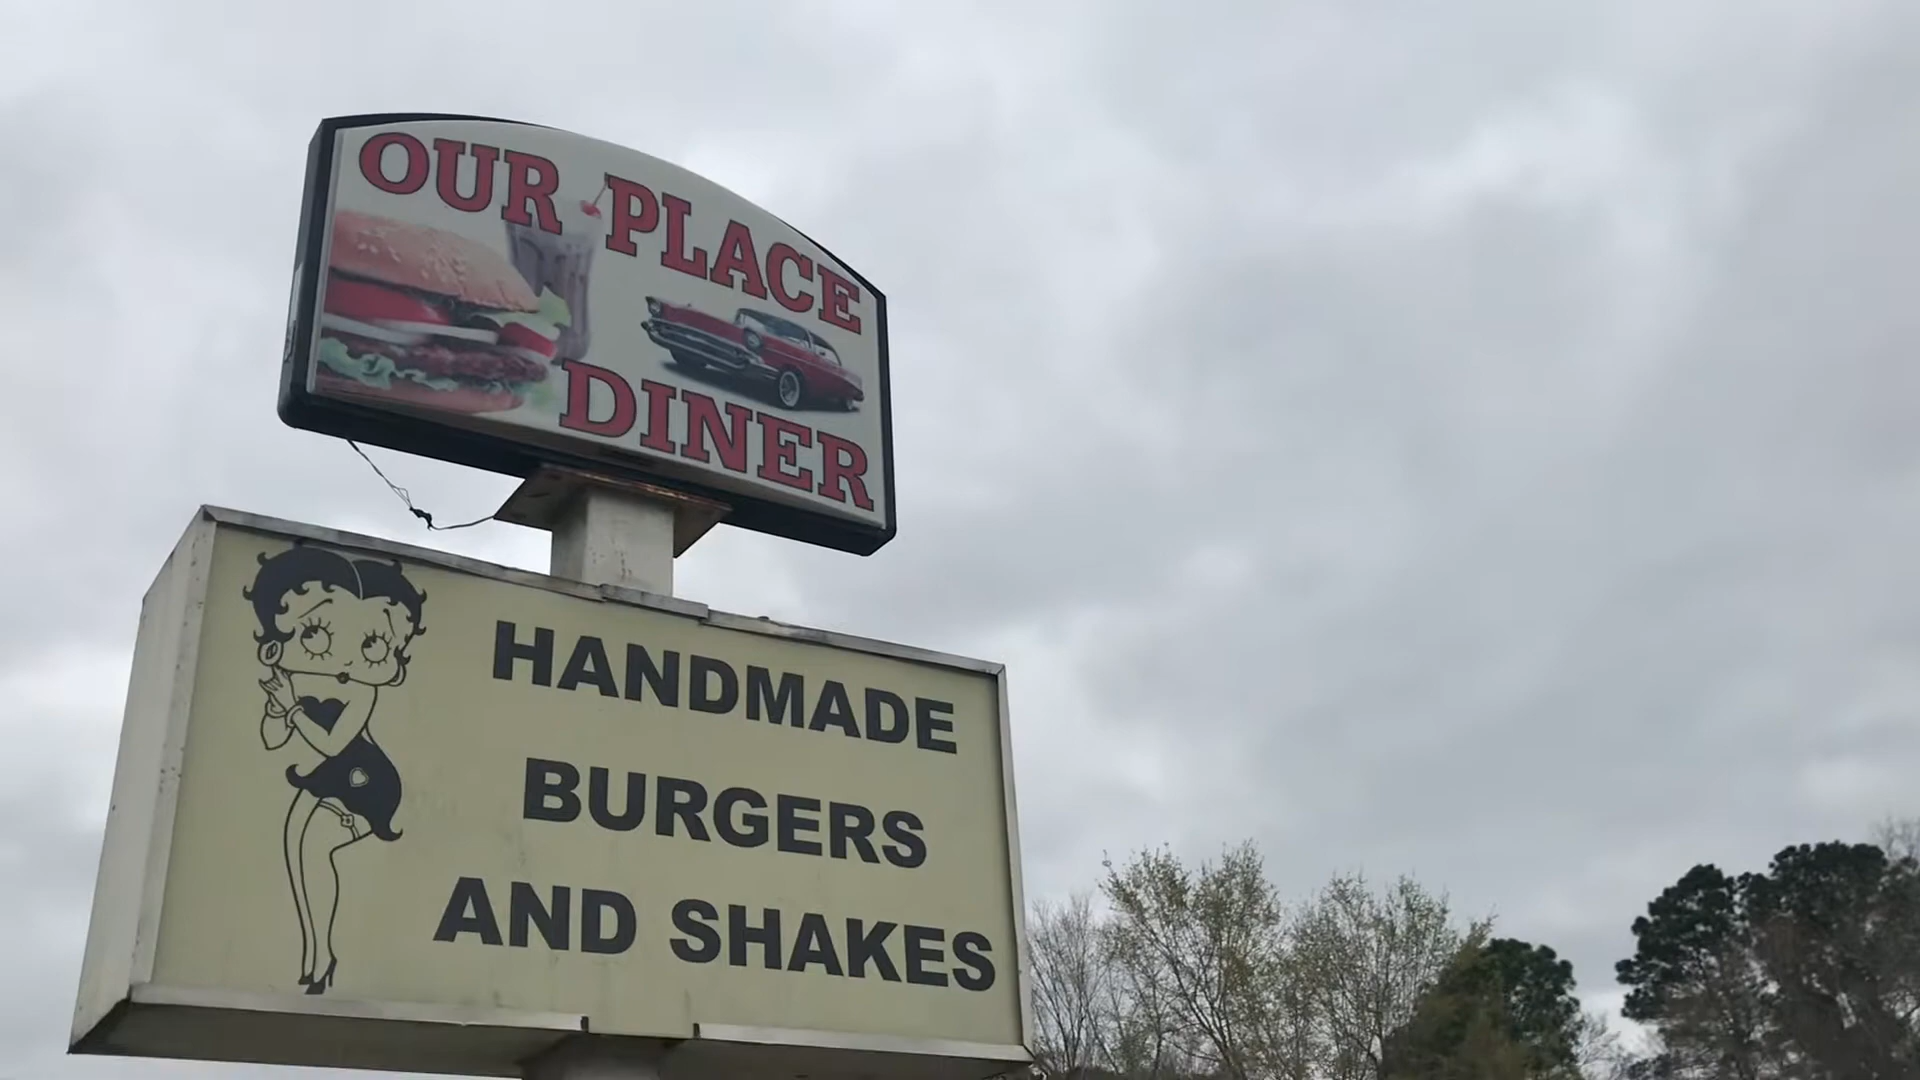 OUR PLACE
DINER
HANDMADE
BURGERS
AND SHAKES